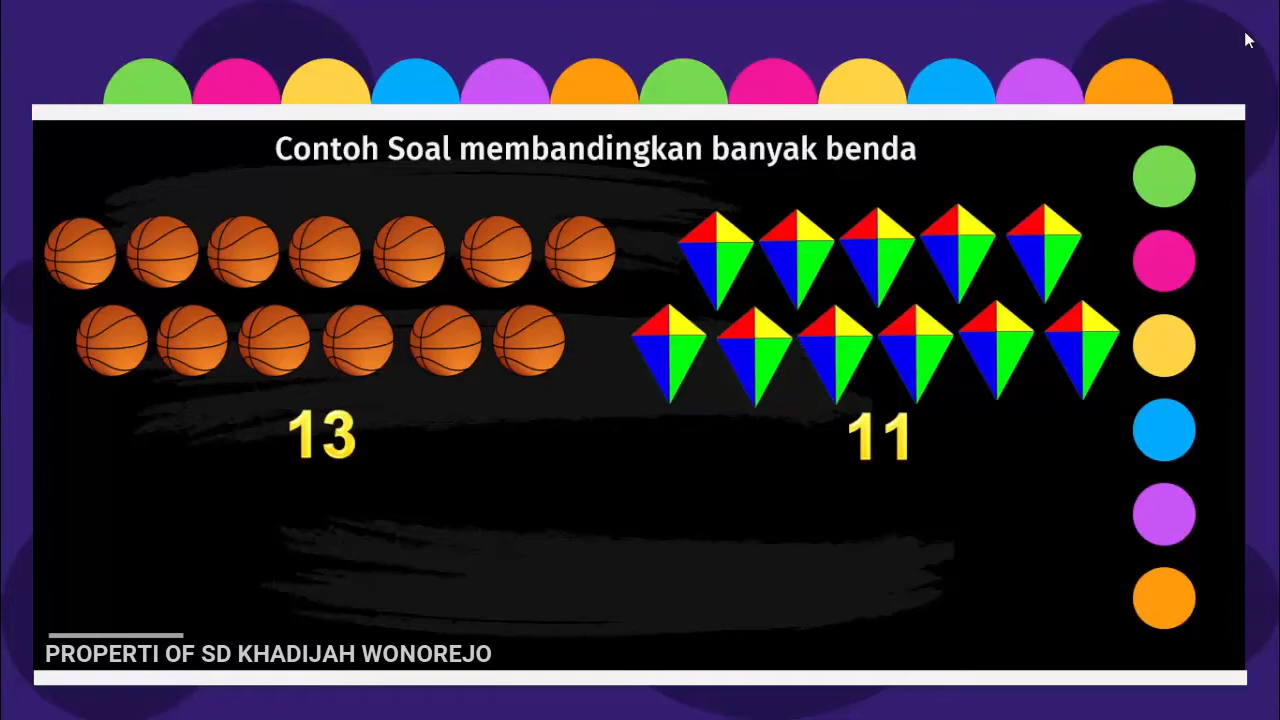 Contoh Soal membandingkan banyak benda
13
11
PROPERTI OF SD KHADIJAH WONOREJO